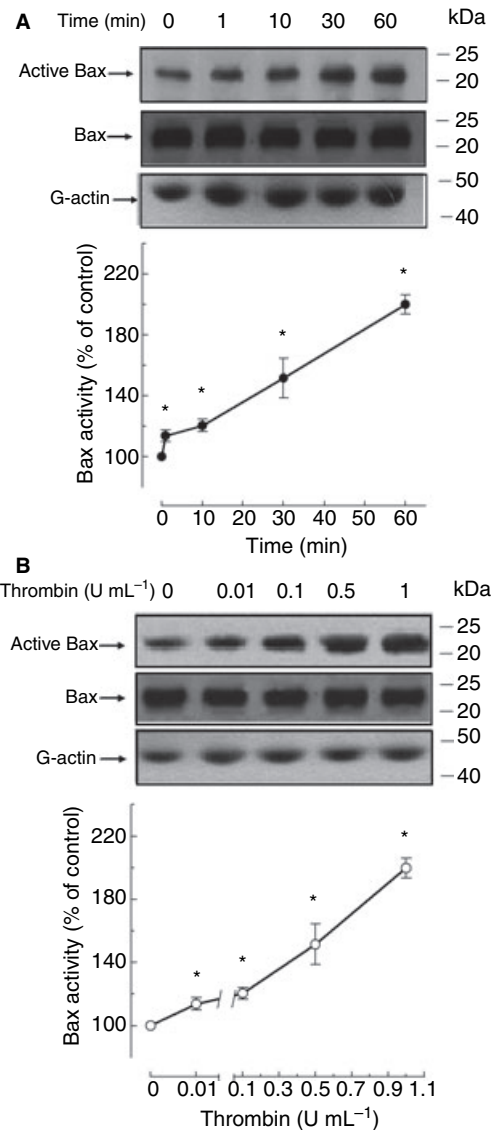 A
Time (min) 0 1 10 30 60 kDa
Active Bax
25
20
Bax
25
20
G-actin
50
40
Bax activity (% of control)
220
180
140
100
*
*
*
*
0 10 20 30 40 50 60
Time (min)
B
Thrombin (U mL⁻¹) 0 0.01 0.1 0.5 1 kDa
Active Bax
25
20
Bax
25
20
G-actin
50
40
Bax activity (% of control)
220
180
140
100
*
*
*
*
0 0.01 0.1 0.3 0.5 0.7 0.9 1.1
Thrombin (U mL⁻¹)